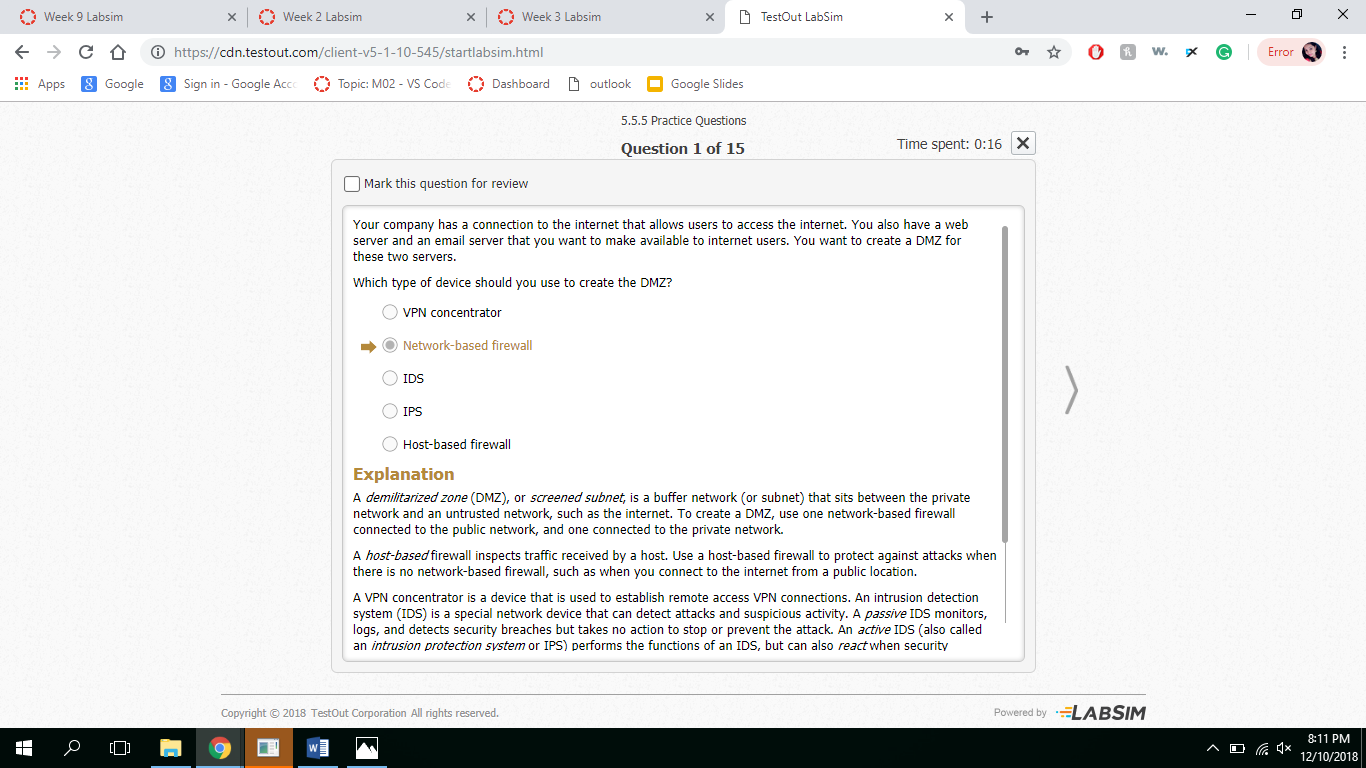 Week 9 Labsim
Week 2 Labsim
Week 3 Labsim
TestOut LabSim
https://cdn.testout.com/client-v5-1-10-545/startlabsim.html
Error
Apps
Google
Sign in - Google Acco
Topic: M02 - VS Code
Dashboard
outlook
Google Slides
5.5.5 Practice Questions
Question 1 of 15
Time spent: 0:16
Mark this question for review
Your company has a connection to the internet that allows users to access the internet. You also have a web
server and an email server that you want to make available to internet users. You want to create a DMZ for
these two servers.
Which type of device should you use to create the DMZ?
VPN concentrator
Network-based firewall
IDS
IPS
Host-based firewall
Explanation
A demilitarized zone (DMZ), or screened subnet, is a buffer network (or subnet) that sits between the private
network and an untrusted network, such as the internet. To create a DMZ, use one network-based firewall
connected to the public network, and one connected to the private network.
A host-based firewall inspects traffic received by a host. Use a host-based firewall to protect against attacks when
there is no network-based firewall, such as when you connect to the internet from a public location.
A VPN concentrator is a device that is used to establish remote access VPN connections. An intrusion detection
system (IDS) is a special network device that can detect attacks and suspicious activity. A passive IDS monitors,
logs, and detects security breaches but takes no action to stop or prevent the attack. An active IDS (also called
an intrusion protection system or IPS) performs the functions of an IDS, but can also react when security
Copyright © 2018 TestOut Corporation All rights reserved.
Powered by LABSIM
8:11 PM
12/10/2018